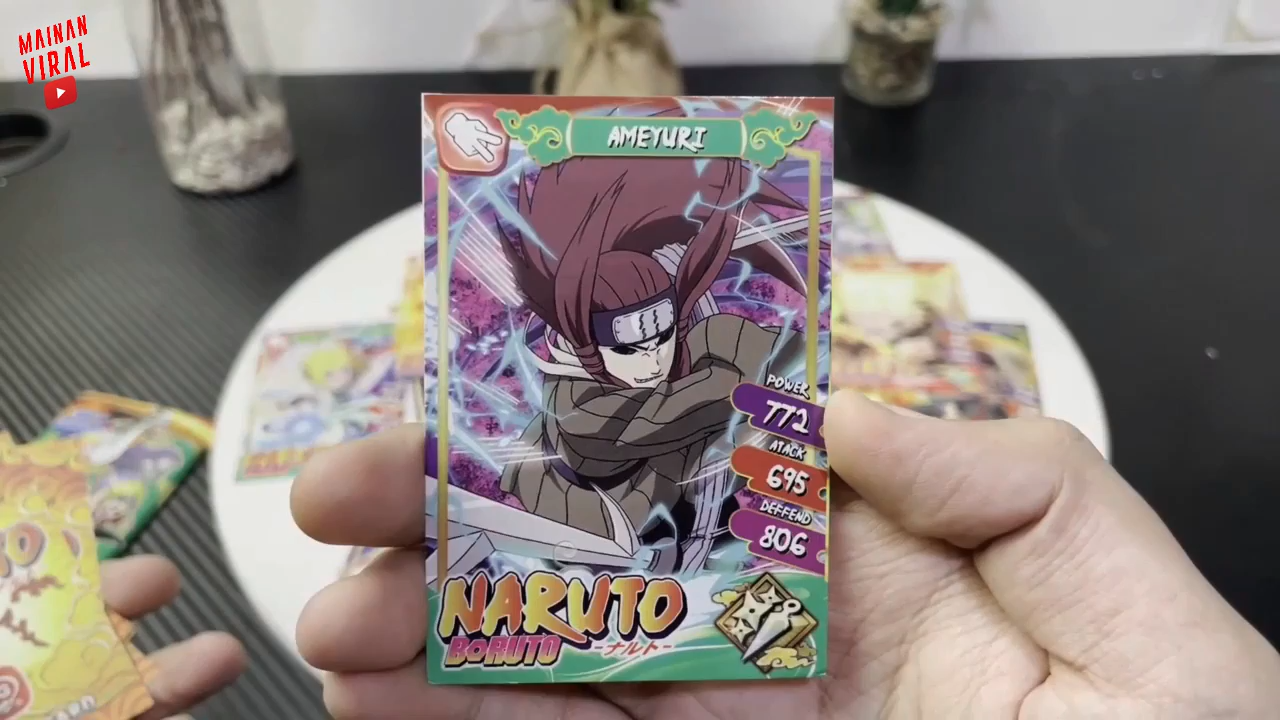 MAINAN
VIRAL
AMEYURI
POWER
772
ATACK
695
DEFFEND
806
NARUTO
BORUTO
-ナルト-